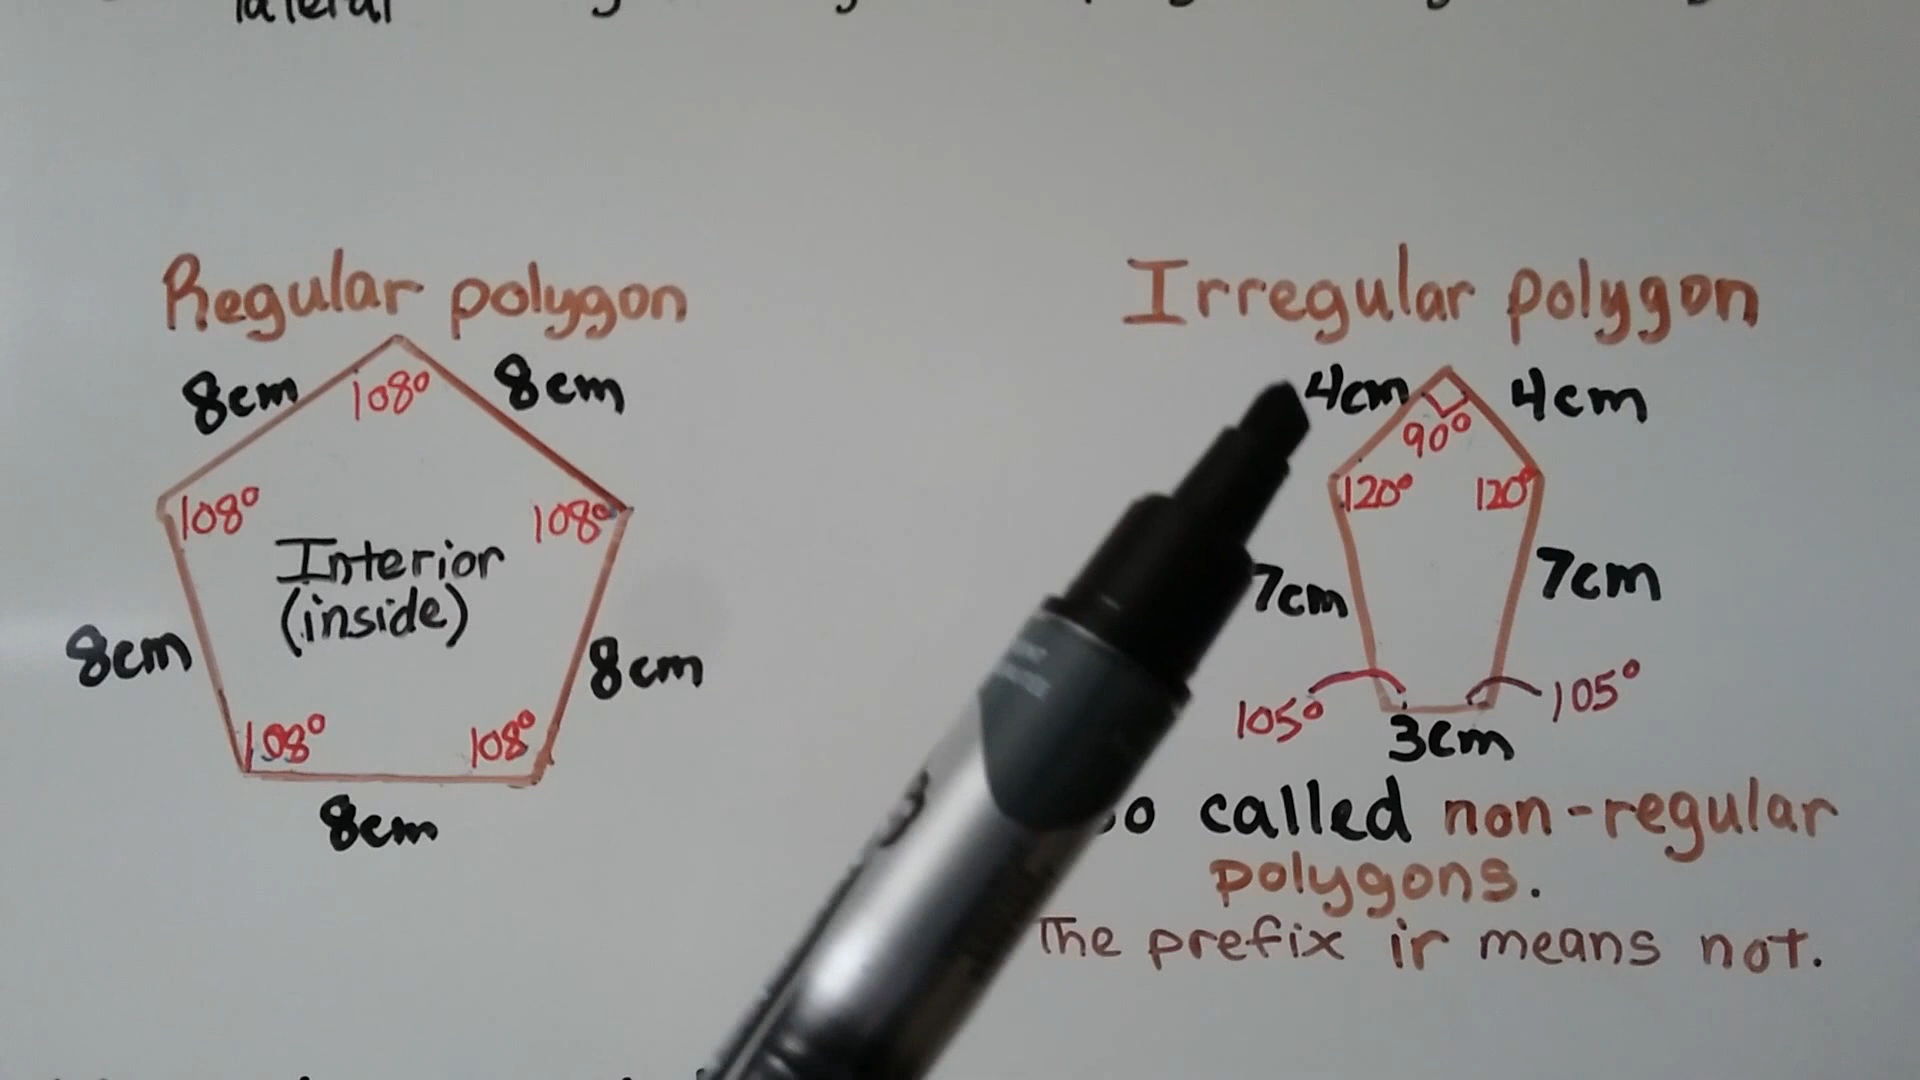 lateral
Regular polygon
8cm
108°
8cm
108°
108°
Interior
(inside)
8cm
8cm
108°
108°
8cm
Irregular polygon
4cm
4cm
90°
120°
120°
7cm
7cm
105°
105°
3cm
called non-regular
polygons.
The prefix ir means not.